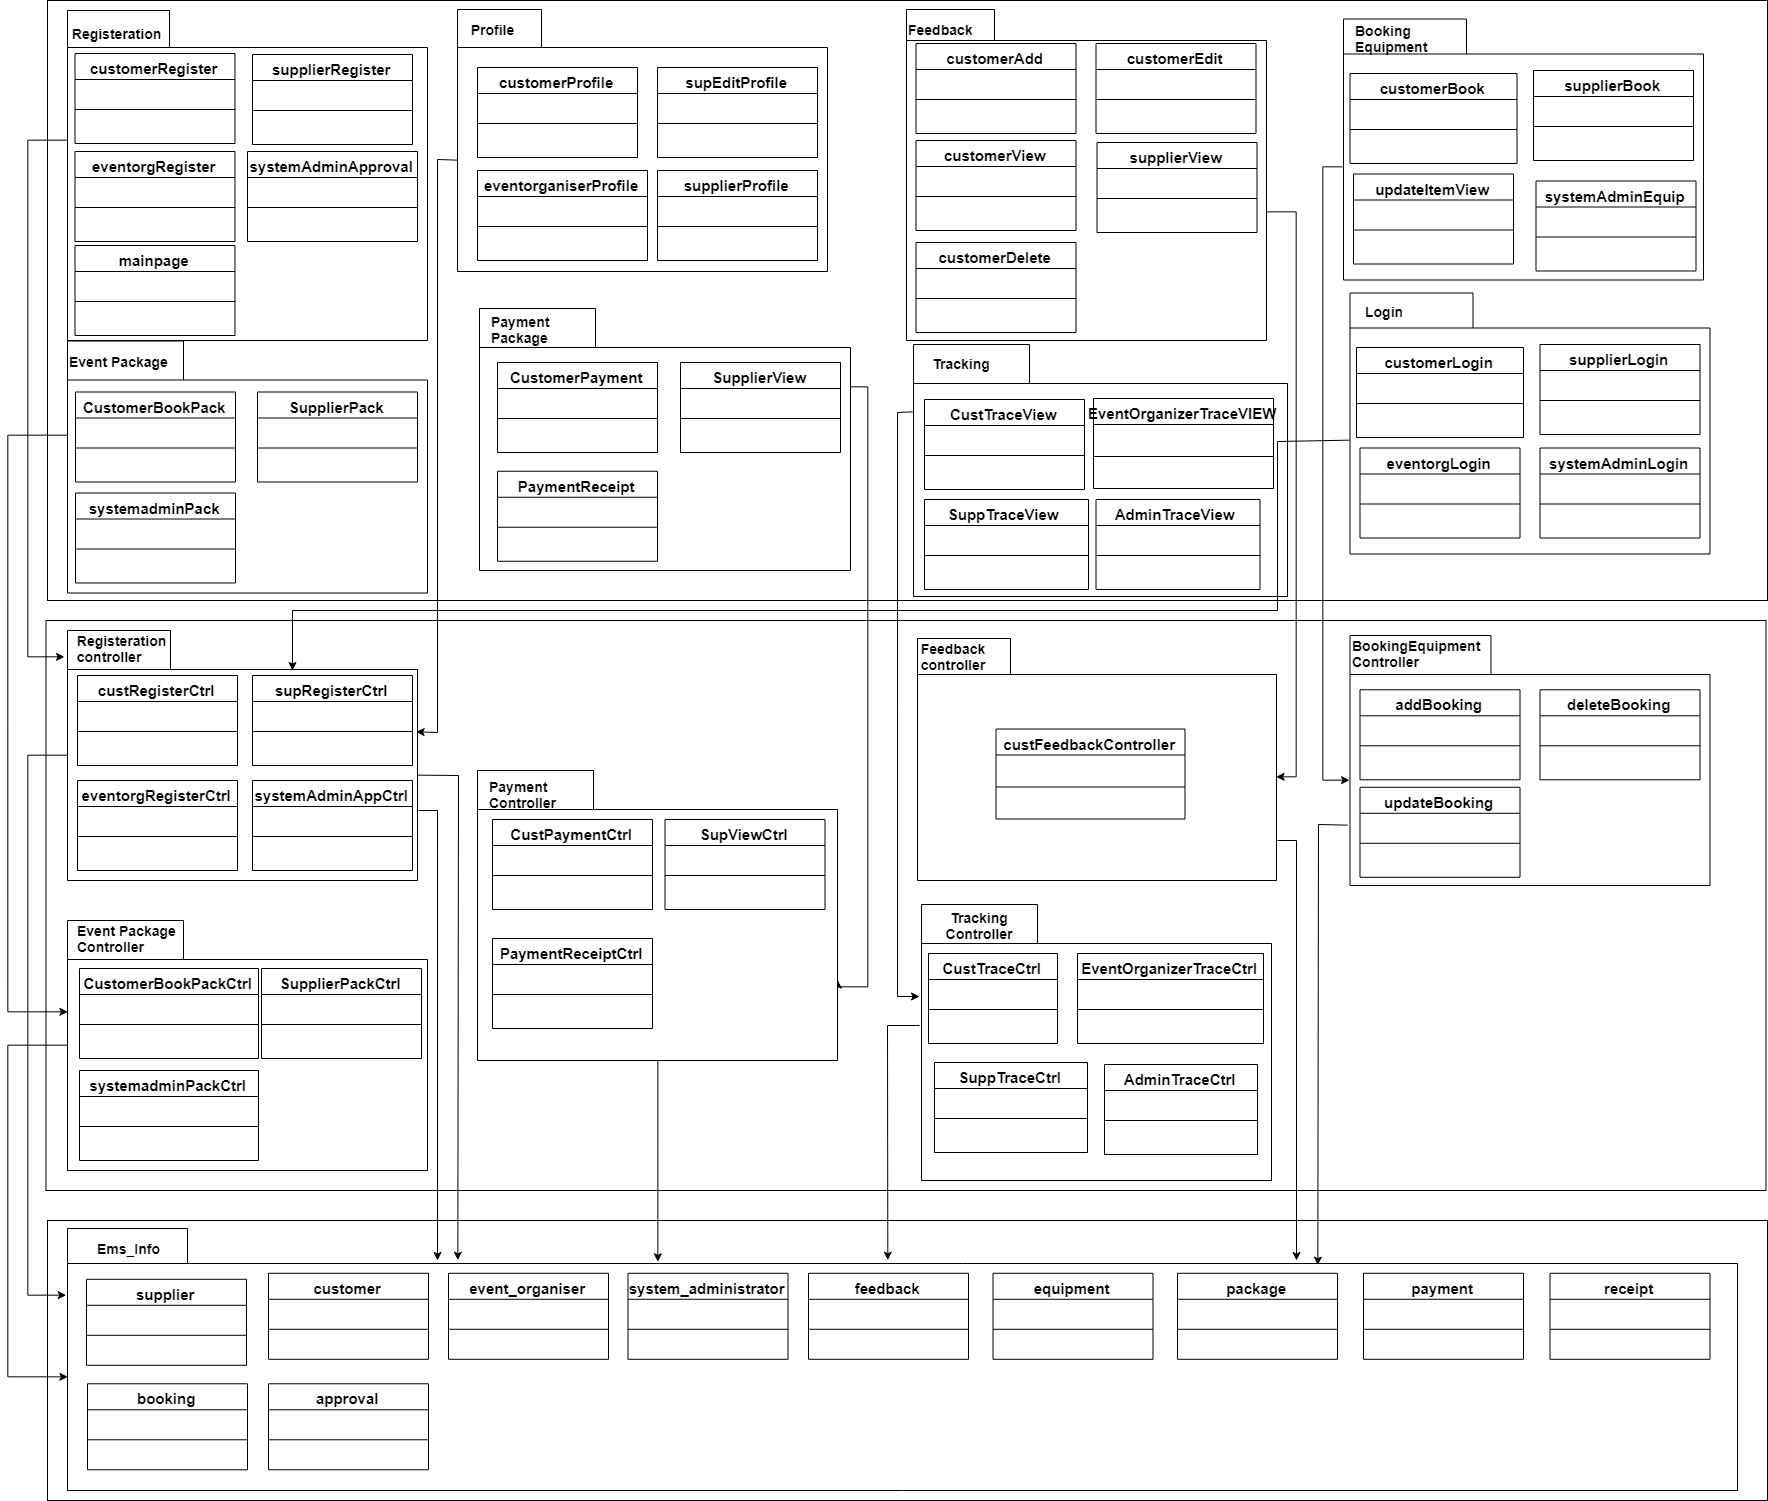 Registeration
customerRegister
supplierRegister
eventorgRegister
systemAdminApproval
mainpage
Profile
customerProfile
supEditProfile
eventorganiserProfile
supplierProfile
Feedback
customerAdd
customerEdit
customerView
supplierView
customerDelete
Booking
Equipment
customerBook
supplierBook
updateItemView
systemAdminEquip
Event Package
CustomerBookPack
SupplierPack
systemadminPack
Payment
Package
CustomerPayment
SupplierView
PaymentReceipt
Tracking
CustTraceView
EventOrganizerTraceVIEW
SuppTraceView
AdminTraceView
Login
customerLogin
supplierLogin
eventorgLogin
systemAdminLogin
Registeration
controller
custRegisterCtrl
supRegisterCtrl
eventorgRegisterCtrl
systemAdminAppCtrl
Payment
Controller
CustPaymentCtrl
SupViewCtrl
PaymentReceiptCtrl
Feedback
controller
custFeedbackController
BookingEquipment
Controller
addBooking
deleteBooking
updateBooking
Event Package
Controller
CustomerBookPackCtrl
SupplierPackCtrl
systemadminPackCtrl
Tracking
Controller
CustTraceCtrl
EventOrganizerTraceCtrl
SuppTraceCtrl
AdminTraceCtrl
Ems_Info
supplier
customer
event_organiser
system_administrator
feedback
equipment
package
payment
receipt
booking
approval